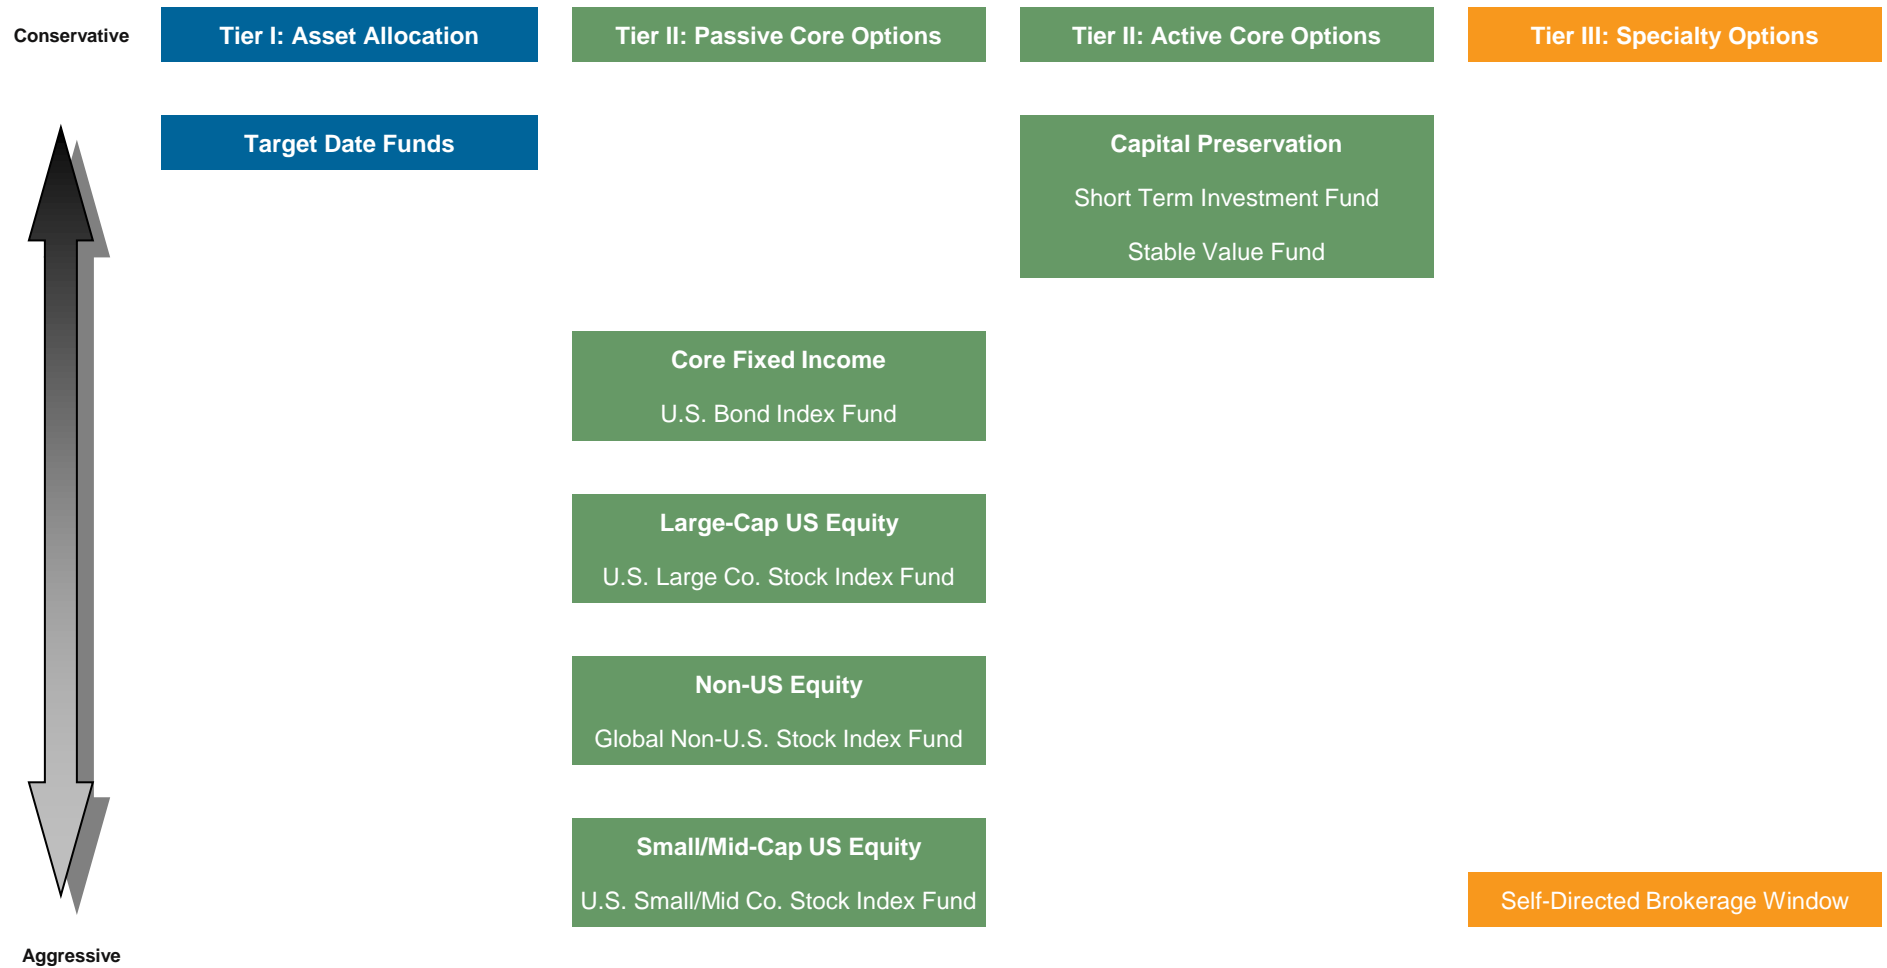 Conservative
Tier I: Asset Allocation
Tier II: Passive Core Options
Tier II: Active Core Options
Tier III: Specialty Options
Target Date Funds
Capital Preservation
Short Term Investment Fund
Stable Value Fund
Core Fixed Income
U.S. Bond Index Fund
Large-Cap US Equity
U.S. Large Co. Stock Index Fund
Non-US Equity
Global Non-U.S. Stock Index Fund
Small/Mid-Cap US Equity
U.S. Small/Mid Co. Stock Index Fund
Self-Directed Brokerage Window
Aggressive